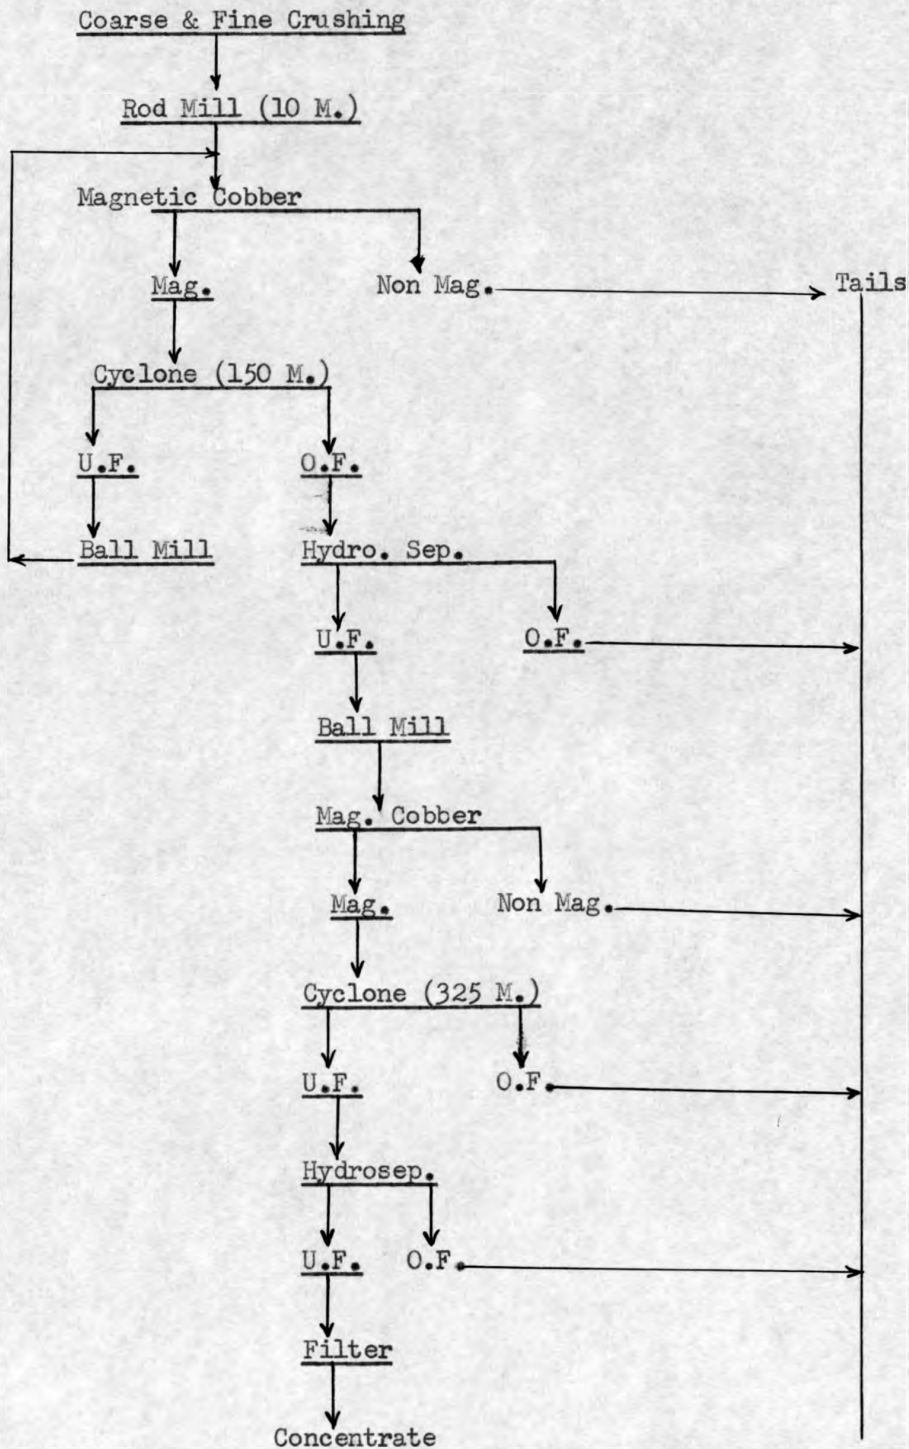 Coarse & Fine Crushing
Rod Mill (10 M.)
Magnetic Cobber
Mag.
Non Mag.
Tails
Cyclone (150 M.)
U.F.
O.F.
Ball Mill
Hydro. Sep.
U.F.
O.F.
Ball Mill
Mag. Cobber
Mag.
Non Mag.
Cyclone (325 M.)
U.F.
O.F.
Hydrosep.
U.F.
O.F.
Filter
Concentrate